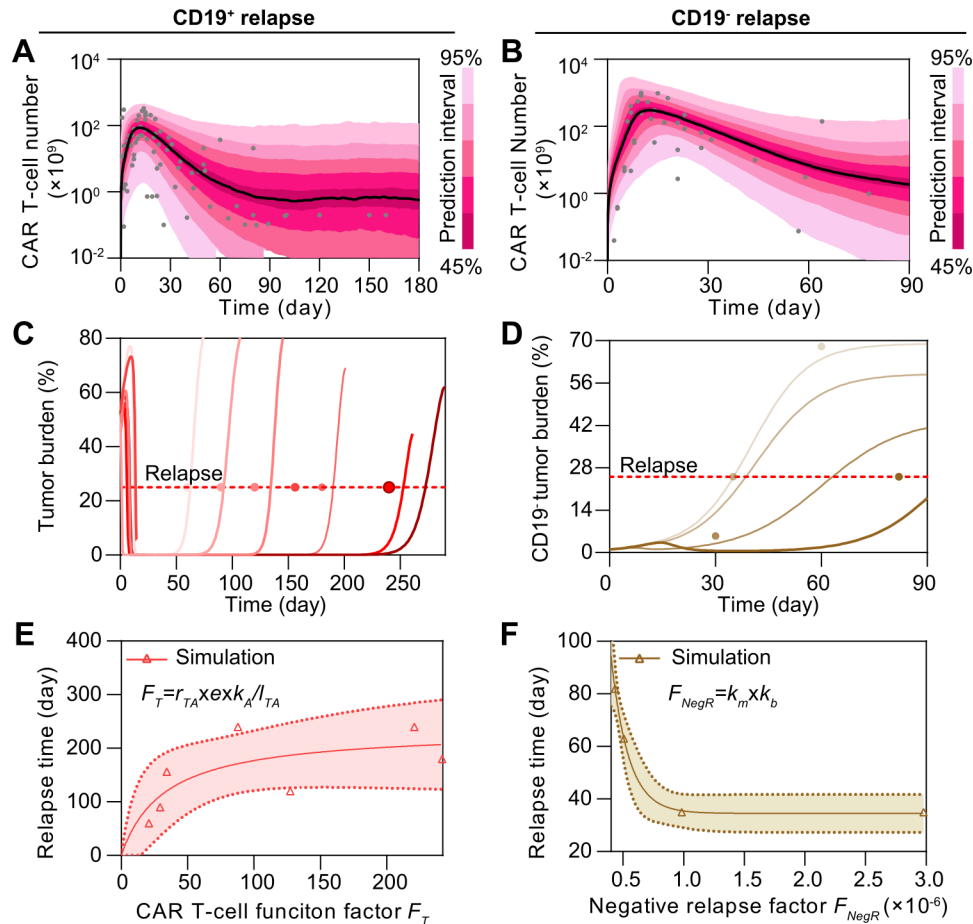 CD19⁺ relapse
CD19⁻ relapse
A
CAR T-cell number
(×10⁹)
10⁴
10²
10⁰
10⁻²
0 30 60 90 120 150 180
Time (day)
95%
Prediction interval
45%
B
CAR T-Cell Number
(×10⁹)
10⁴
10²
10⁰
10⁻²
0 30 60 90
Time (day)
95%
Prediction interval
45%
C
Tumor burden (%)
80
60
40
20
0
Relapse
0 50 100 150 200 250
Time (day)
D
CD19⁻ tumor burden (%)
70
56
42
28
14
0
Relapse
0 30 60 90
Time (day)
E
Relapse time (day)
400
300
200
100
0
Simulation
F_T=r_TA×e×k_A/l_TA
0 50 100 150 200
CAR T-cell funciton factor F_T
F
Relapse time (day)
100
80
60
40
20
Simulation
F_NegR=k_m×k_b
0.5 1.0 1.5 2.0 2.5 3.0
Negative relapse factor F_NegR (×10⁻⁶)